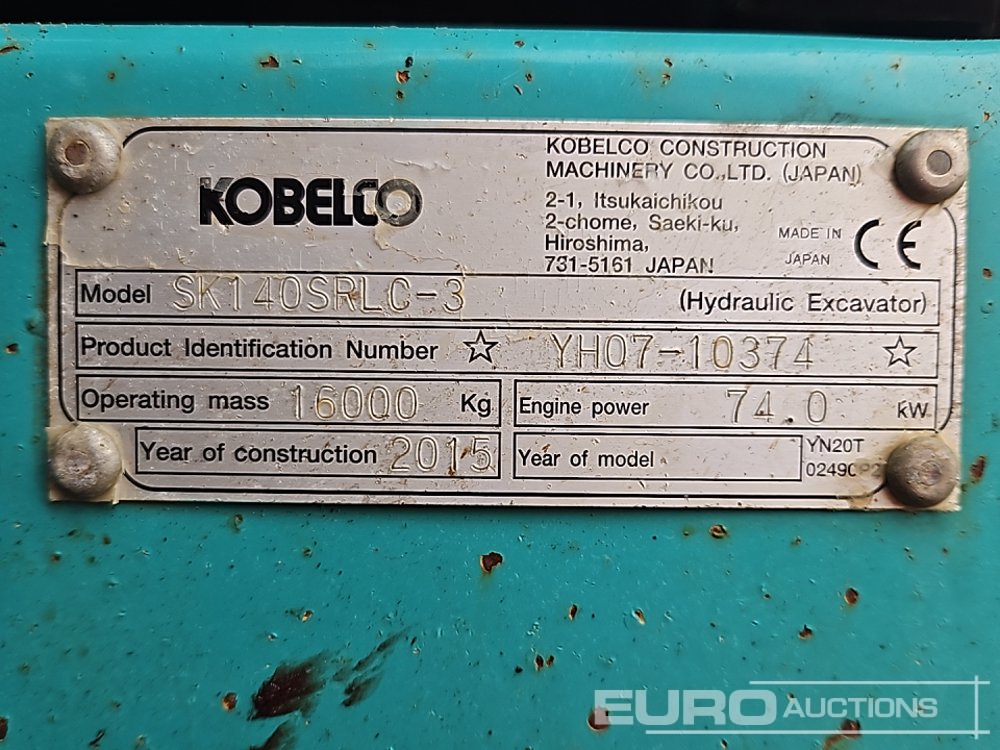 KOBELCO
KOBELCO CONSTRUCTION
MACHINERY CO.,LTD. (JAPAN)
2-1, Itsukaichikou
2-chome, Saeki-ku,
Hiroshima,
731-5161 JAPAN
MADE IN
JAPAN
CE
Model SK140SRLC-3 (Hydraulic Excavator)
Product Identification Number ☆ YH07-10374 ☆
Operating mass 16000 Kg
Engine power 74.0 kW
Year of construction 2015
Year of model
YN20T
EURO AUCTIONS